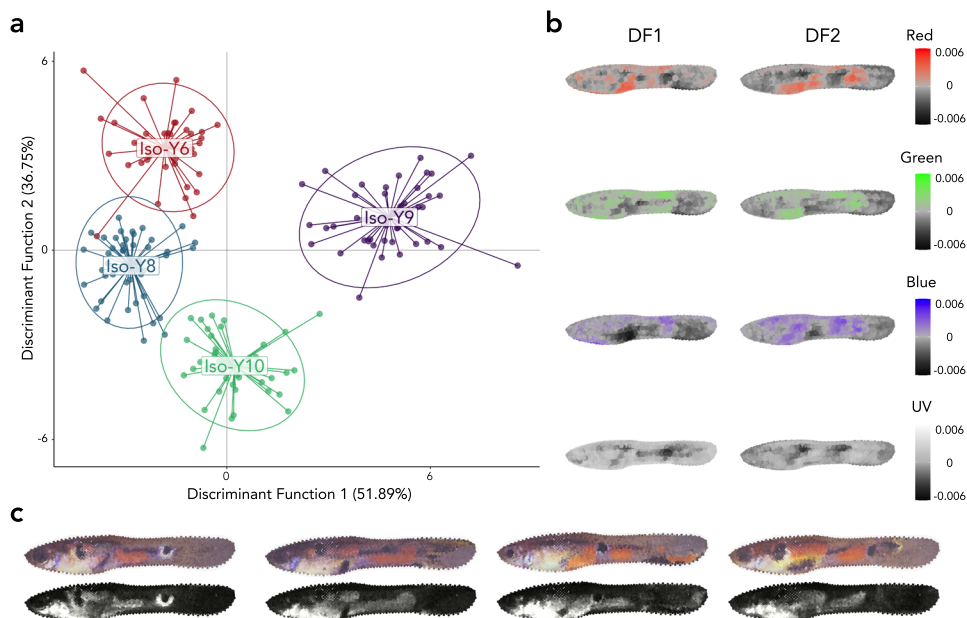 a
b
DF1
DF2
Red
0.006
0
-0.006
Green
0.006
0
-0.006
Blue
0.006
0
-0.006
UV
0.006
0
-0.006
Discriminant Function 2 (36.75%)
6
0
-6
Iso-Y6
Iso-Y9
Iso-Y8
Iso-Y10
0
6
Discriminant Function 1 (51.89%)
c